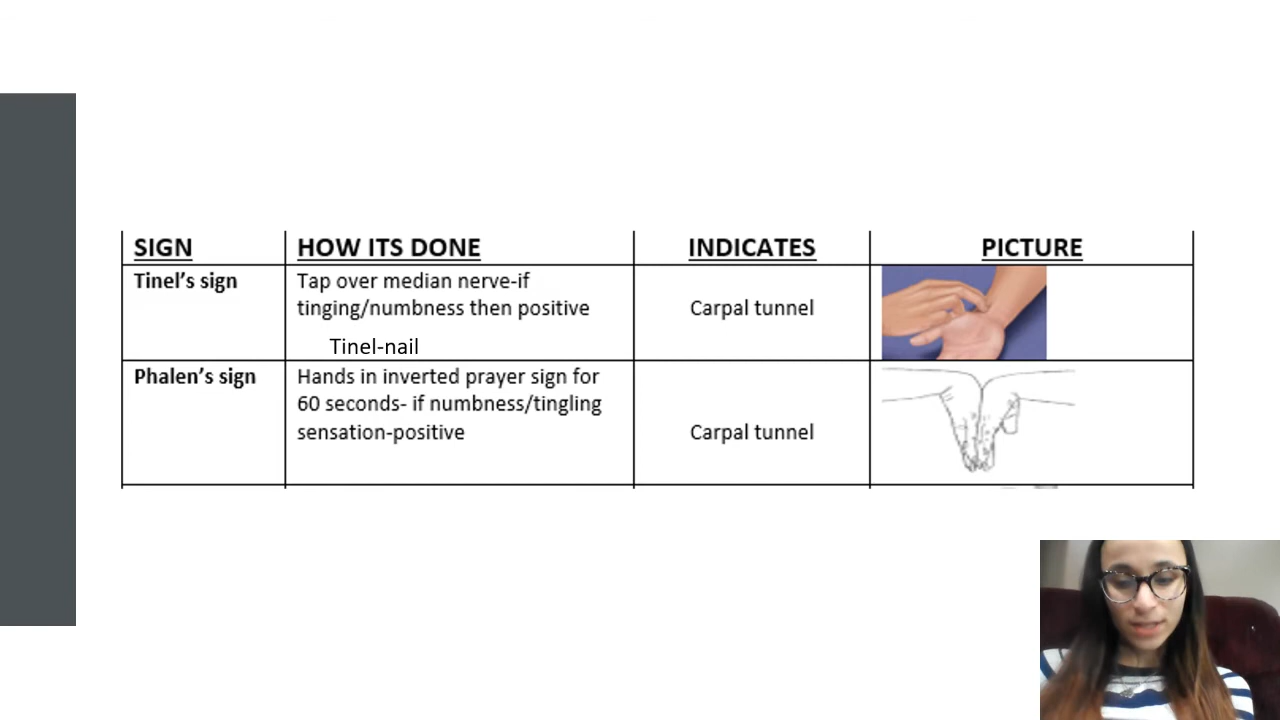 SIGN
HOW ITS DONE
INDICATES
PICTURE
Tinel’s sign
Tap over median nerve-if
tinging/numbness then positive
Tinel-nail
Carpal tunnel
Phalen’s sign
Hands in inverted prayer sign for
60 seconds- if numbness/tingling
sensation-positive
Carpal tunnel